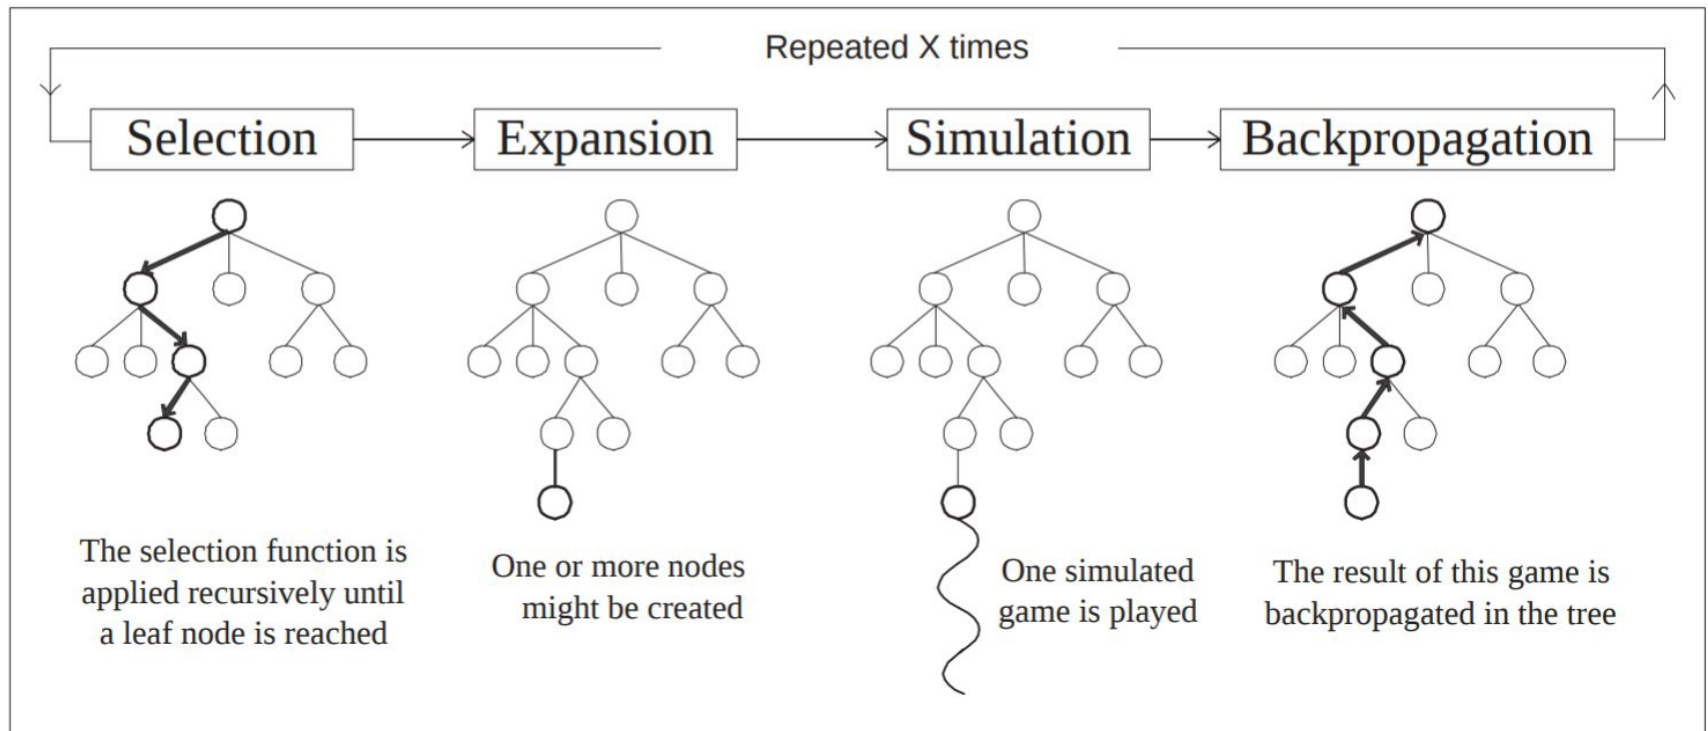 Repeated X times
Selection
Expansion
Simulation
Backpropagation
The selection function is
applied recursively until
a leaf node is reached
One or more nodes
might be created
One simulated
game is played
The result of this game is
backpropagated in the tree